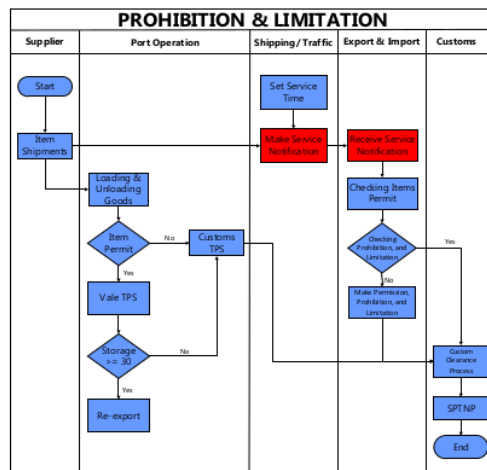 PROHIBITION & LIMITATION
Supplier
Port Operation
Shipping / Traffic
Export & Import
Customs
Start
Set Service
Time
Item
Shipments
Make Service
Notification
Receive Service
Notification
Loading &
Unloading
Goods
Checking Items
Permit
Item
Permit
No
Customs
TPS
Checking
Prohibition, and
Limitation
Yes
Yes
No
Vale TPS
Make Permission,
Prohibition, and
Limitation
Storage
>= 30
No
Custom
Clearance
Process
Yes
Re-export
SPTNP
End